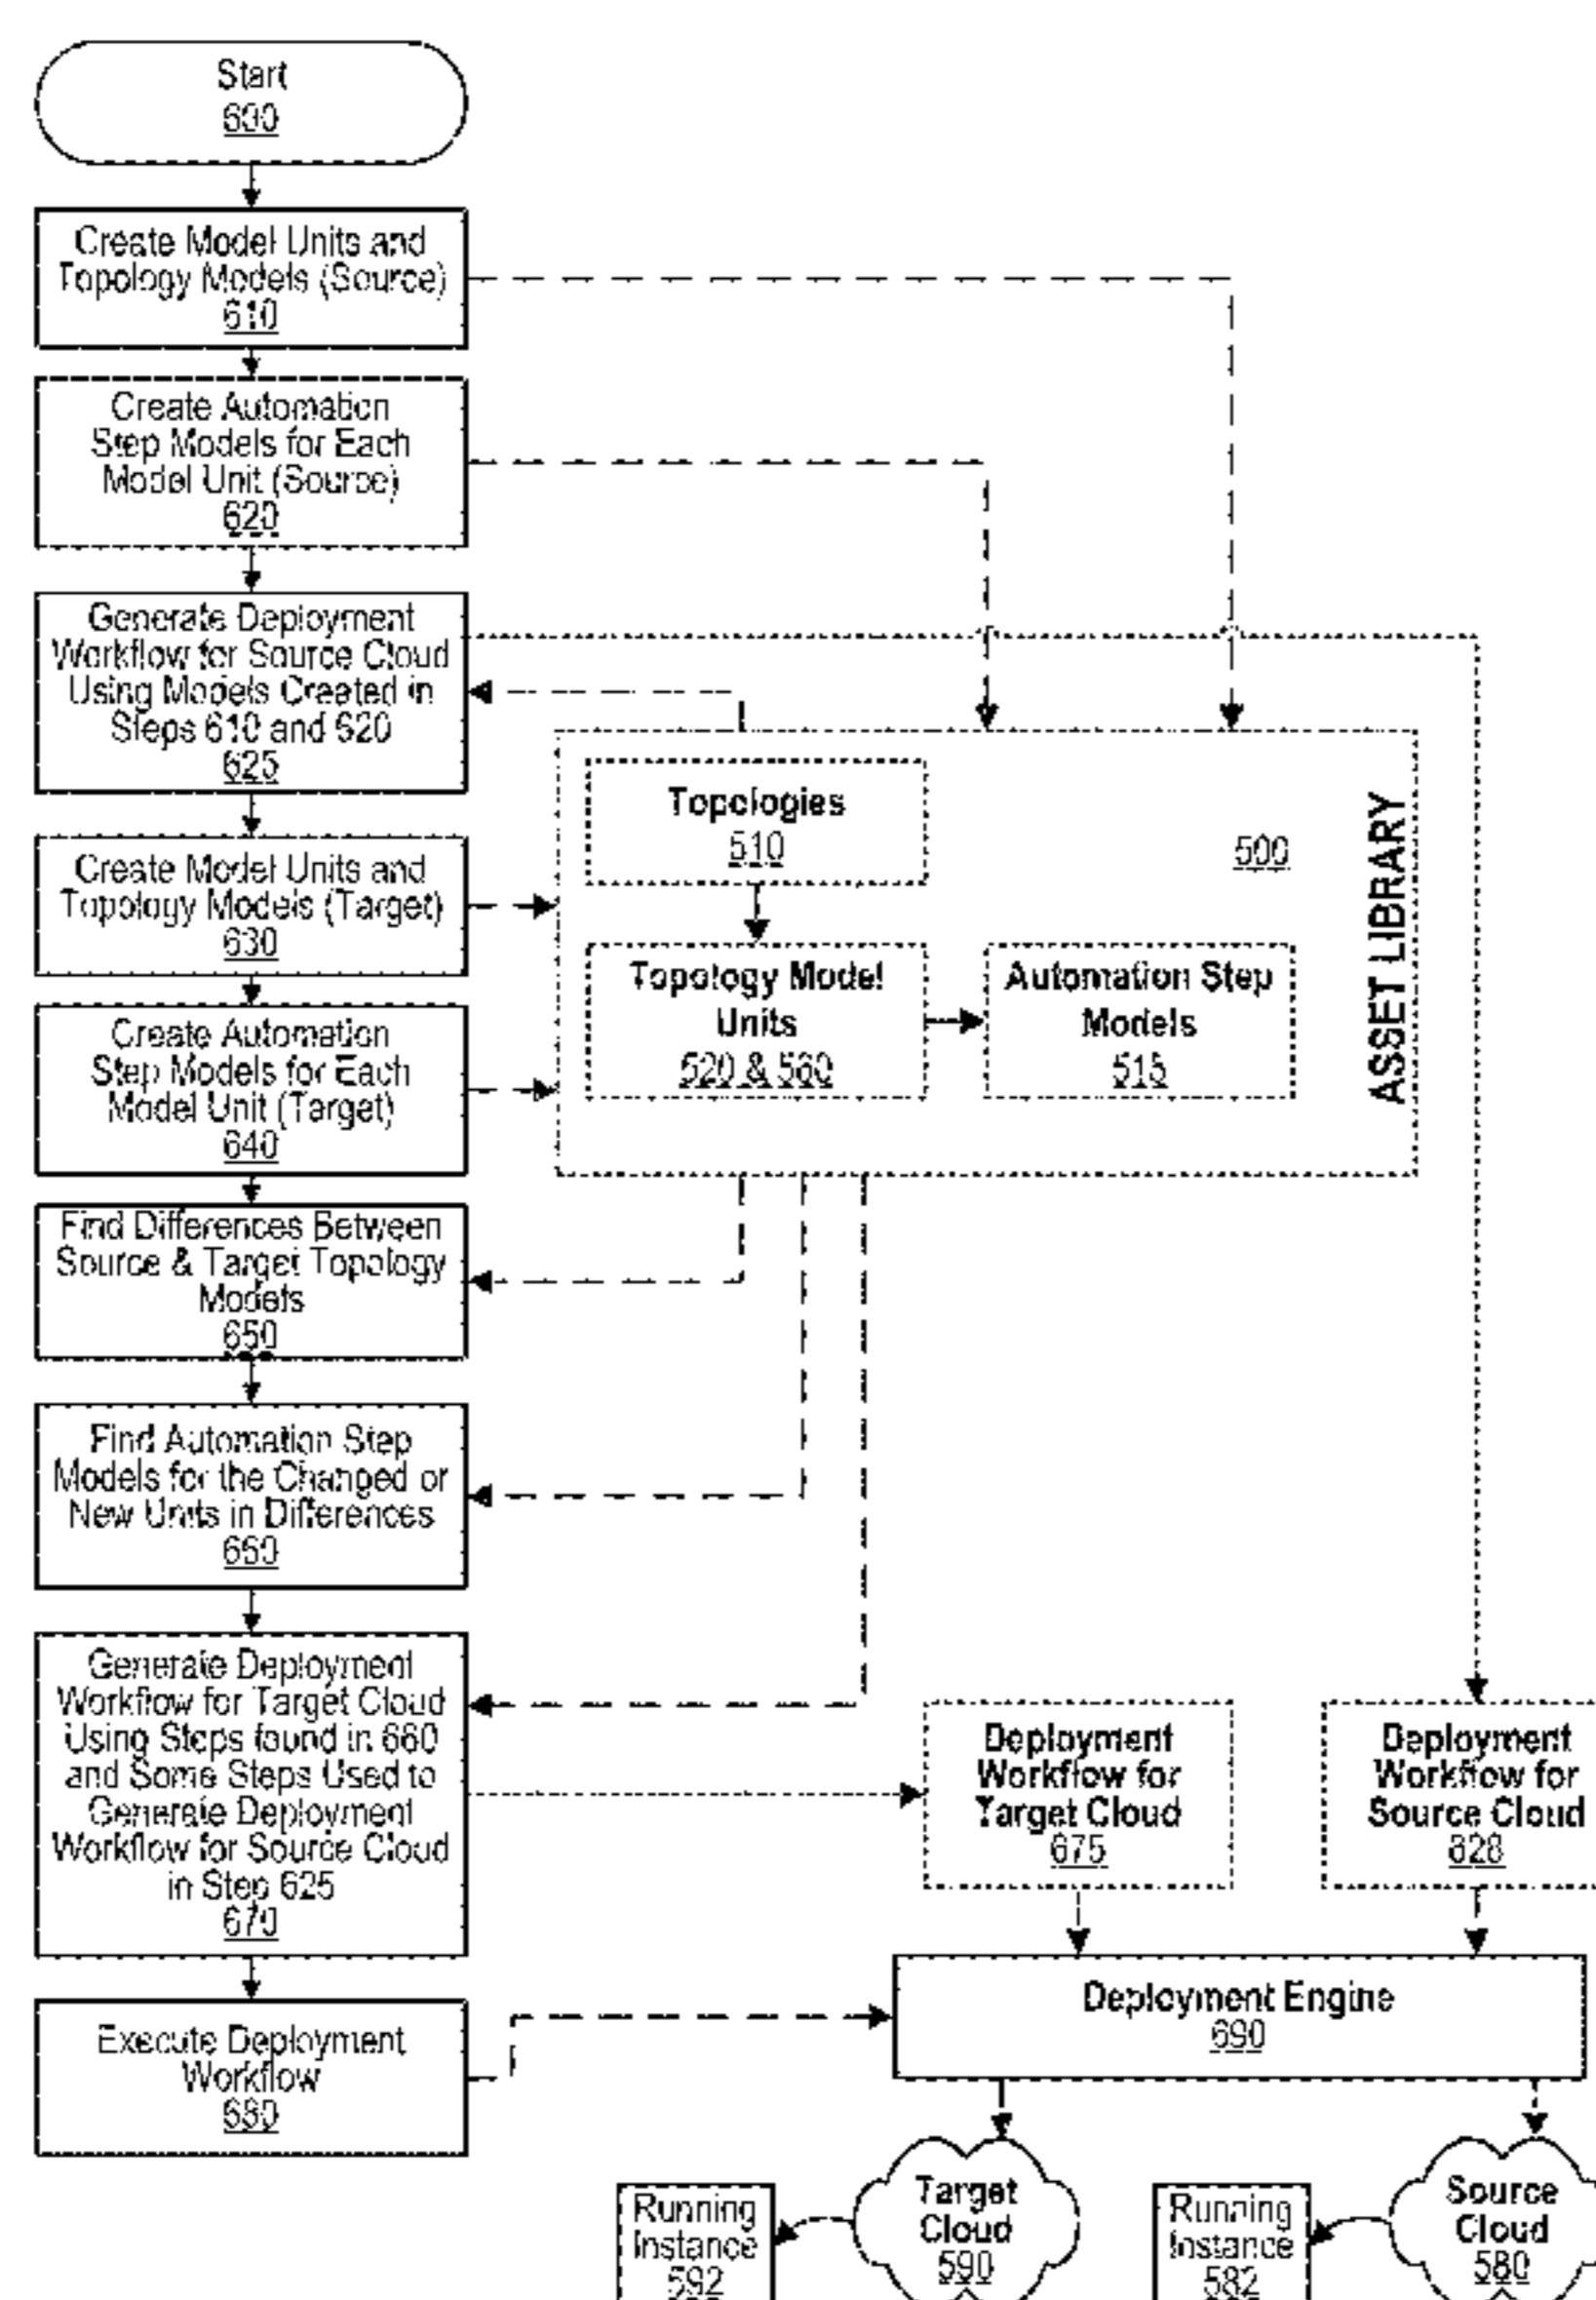 Start
600
Create Model Units and
Topology Models (Source)
610
Create Automation
Step Models for Each
Model Unit (Source)
620
Generate Deployment
Workflow for Source Cloud
Using Models Created in
Steps 610 and 620
625
Create Model Units and
Topology Models (Target)
630
Create Automation
Step Models for Each
Model Unit (Target)
640
Find Differences Between
Source & Target Topology
Models
650
Find Automation Step
Models for the Changed or
New Units in Differences
660
Generate Deployment
Workflow for Target Cloud
Using Steps found in 660
and Some Steps Used to
Generate Deployment
Workflow for Source Cloud
in Step 625
670
Execute Deployment
Workflow
680
Topologies
510
500
ASSET LIBRARY
Topology Model
Units
520 & 560
Automation Step
Models
515
Deployment
Workflow for
Target Cloud
675
Deployment
Workflow for
Source Cloud
628
Deployment Engine
690
Running
Instance
592
Target
Cloud
590
Running
Instance
582
Source
Cloud
580